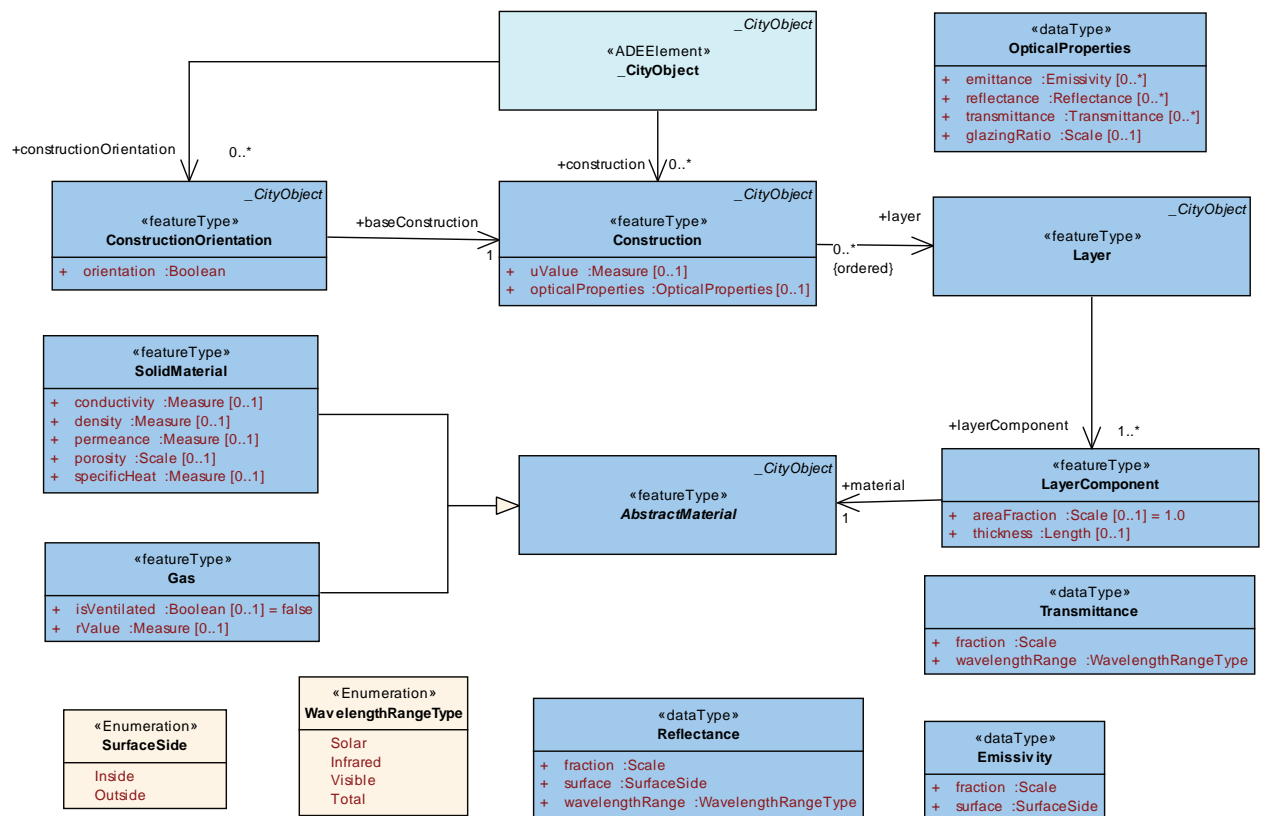 _CityObject
«ADEElement»
_CityObject
«dataType»
OpticalProperties
+ emittance :Emissivity [0..*]
+ reflectance :Reflectance [0..*]
+ transmittance :Transmittance [0..*]
+ glazingRatio :Scale [0..1]
+constructionOrientation
0..*
+construction
0..*
_CityObject
«featureType»
ConstructionOrientation
+ orientation :Boolean
+baseConstruction
1
_CityObject
«featureType»
Construction
+ uValue :Measure [0..1]
+ opticalProperties :OpticalProperties [0..1]
+layer
0..*
{ordered}
_CityObject
«featureType»
Layer
«featureType»
SolidMaterial
+ conductivity :Measure [0..1]
+ density :Measure [0..1]
+ permeance :Measure [0..1]
+ porosity :Scale [0..1]
+ specificHeat :Measure [0..1]
+layerComponent
1..*
_CityObject
«featureType»
AbstractMaterial
+material
1
«featureType»
LayerComponent
+ areaFraction :Scale [0..1] = 1.0
+ thickness :Length [0..1]
«featureType»
Gas
+ isVentilated :Boolean [0..1] = false
+ rValue :Measure [0..1]
«dataType»
Transmittance
+ fraction :Scale
+ wavelengthRange :WavelengthRangeType
«Enumeration»
SurfaceSide
Inside
Outside
«Enumeration»
WavelengthRangeType
Solar
Infrared
Visible
Total
«dataType»
Reflectance
+ fraction :Scale
+ surface :SurfaceSide
+ wavelengthRange :WavelengthRangeType
«dataType»
Emissivity
+ fraction :Scale
+ surface :SurfaceSide